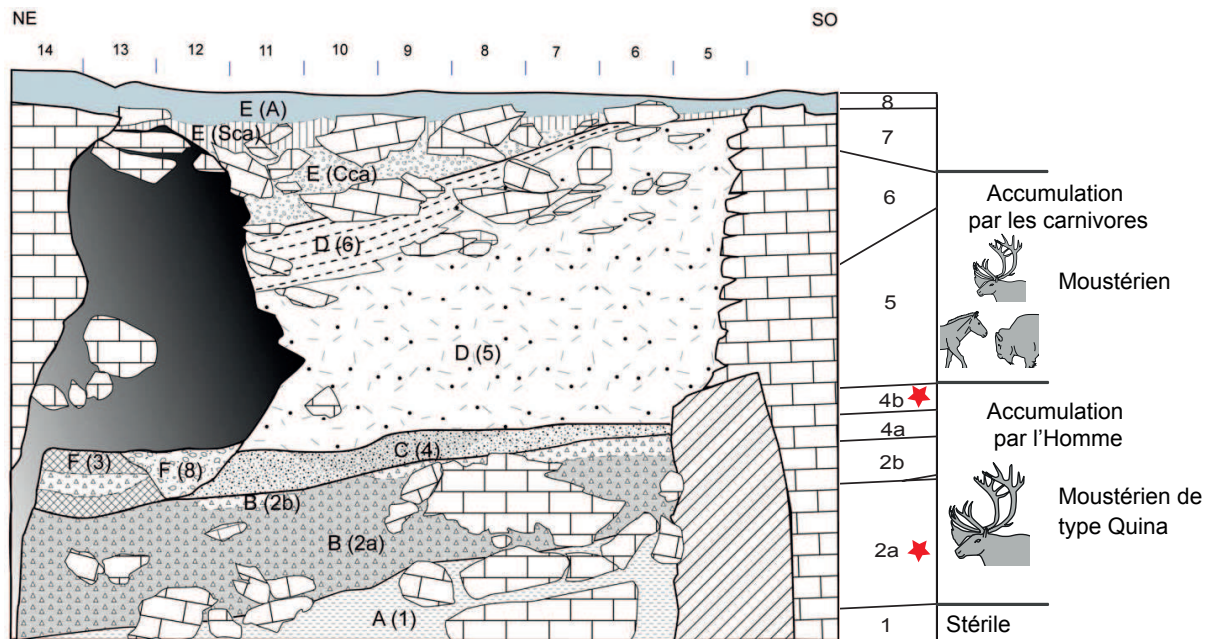 NE
SO
14 13 12 11 10 9 8 7 6 5
E (A)
E (Sca)
E (Cca)
D (6)
D (5)
C (4)
F (3)
F (8)
B (2b)
B (2a)
A (1)
8
7
6
5
4b
4a
2b
2a
1
Accumulation
par les carnivores
Moustérien
Accumulation
par l'Homme
Moustérien de
type Quina
Stérile